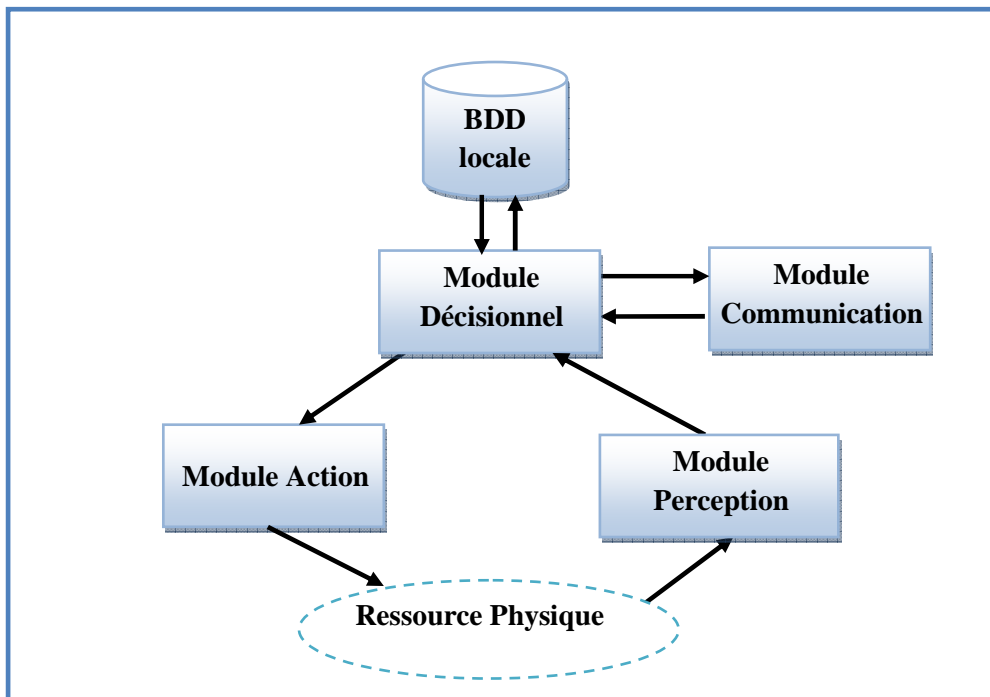 BDD
locale
Module
Décisionnel
Module
Communication
Module Action
Module
Perception
Ressource Physique